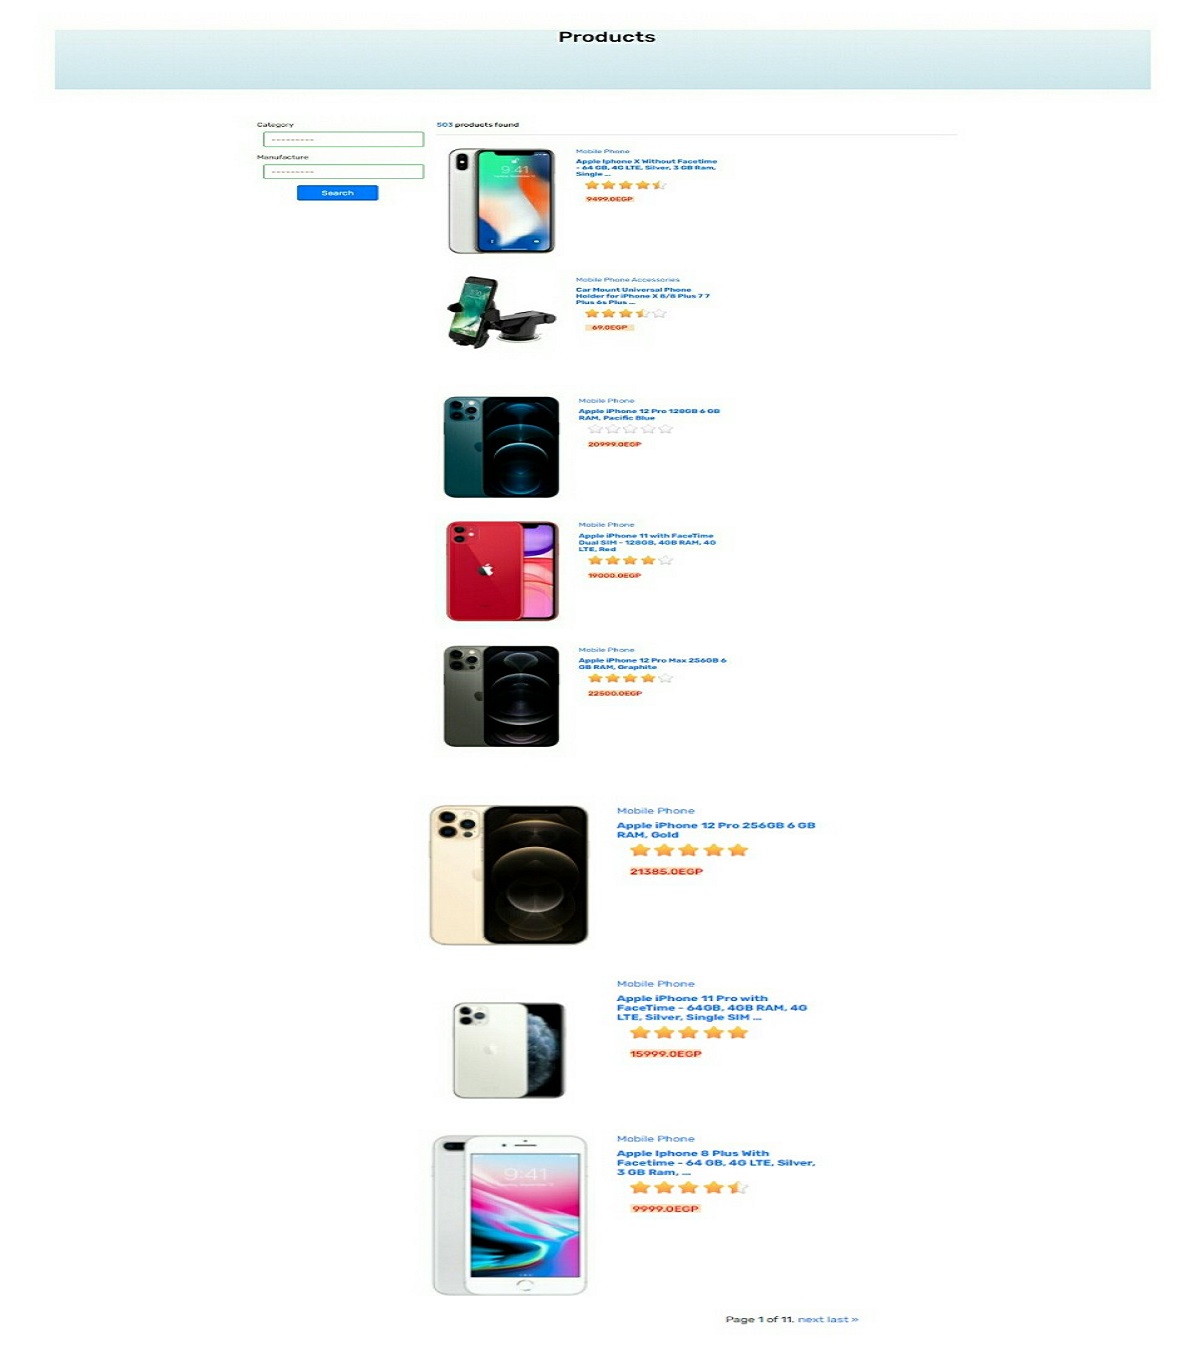 Products
Category
---------
Manufacture
---------
Search
503 products found
Mobile Phone
Apple Iphone X Without Facetime
- 64 GB, 4G LTE, Silver, 3 GB Ram,
Single ...
9499.0EGP
9:41
Mobile Phone Accessories
Car Mount Universal Phone
Holder for iPhone X 8/8 Plus 7 7
Plus 6s Plus ...
69.0EGP
Mobile Phone
Apple iPhone 12 Pro 128GB 6 GB
RAM, Pacific Blue
20999.0EGP
Mobile Phone
Apple iPhone 11 with FaceTime
Dual SIM - 128GB, 4GB RAM, 4G
LTE, Red
19000.0EGP
Mobile Phone
Apple iPhone 12 Pro Max 256GB 6
GB RAM, Graphite
22500.0EGP
Mobile Phone
Apple iPhone 12 Pro 256GB 6 GB
RAM, Gold
21385.0EGP
Mobile Phone
Apple iPhone 11 Pro with
FaceTime - 64GB, 4GB RAM, 4G
LTE, Silver, Single SIM ...
15999.0EGP
Mobile Phone
Apple Iphone 8 Plus With
Facetime - 64 GB, 4G LTE, Silver,
3 GB Ram, ...
9999.0EGP
9:41
Page 1 of 11. next last »